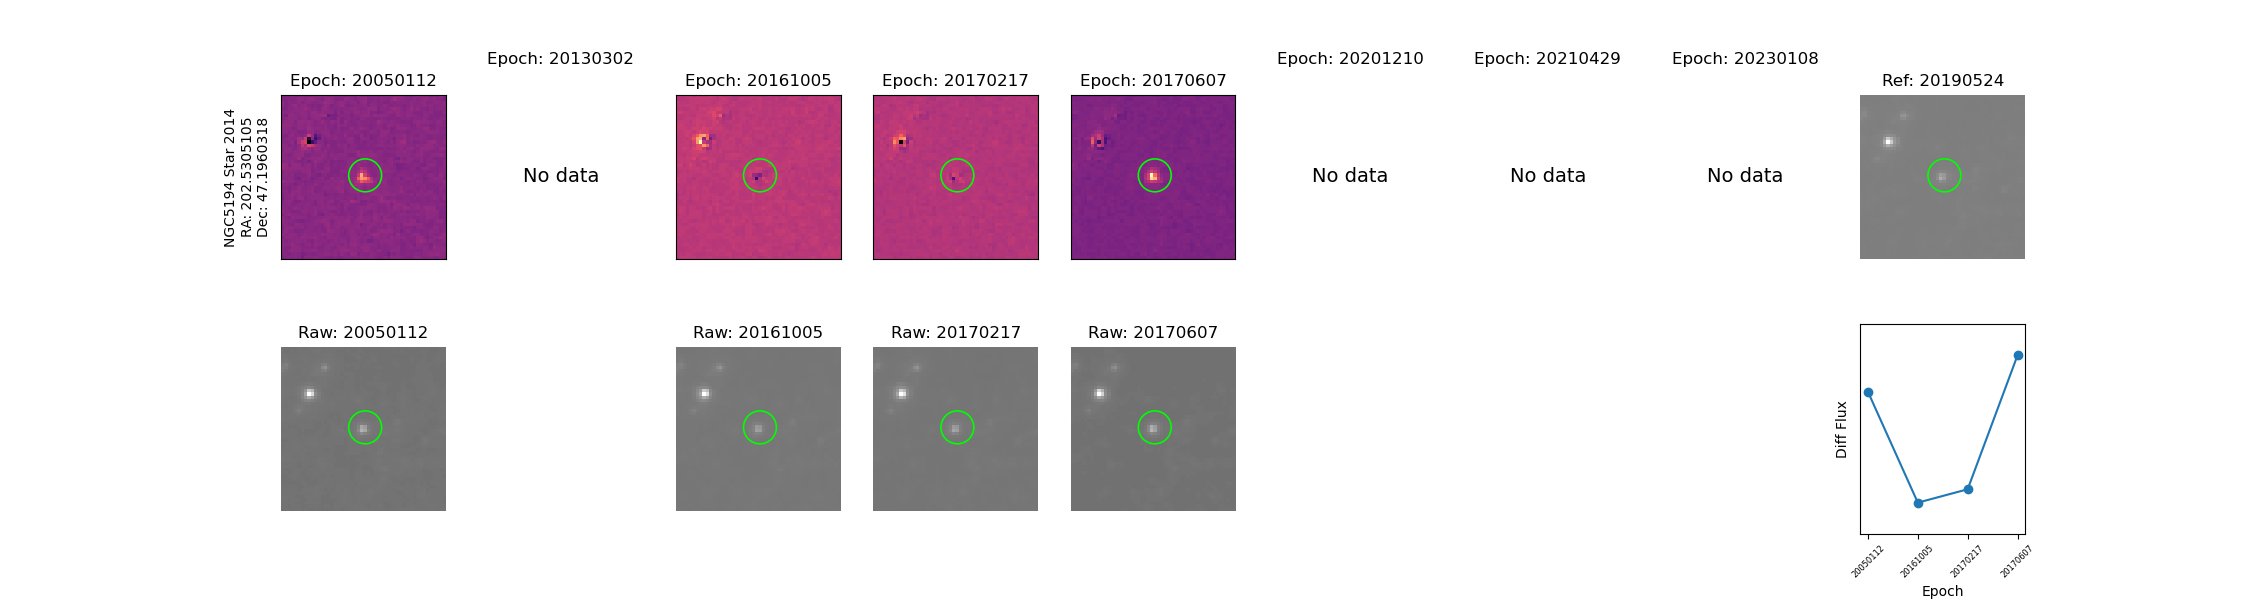 NGC5194 Star 2014
RA: 202.5305105
Dec: 47.1960318
Epoch: 20050112
Epoch: 20130302
No data
Epoch: 20161005
Epoch: 20170217
Epoch: 20170607
Epoch: 20201210
No data
Epoch: 20210429
No data
Epoch: 20230108
No data
Ref: 20190524
Raw: 20050112
Raw: 20161005
Raw: 20170217
Raw: 20170607
Diff Flux
20050112
20161005
20170217
20170607
Epoch